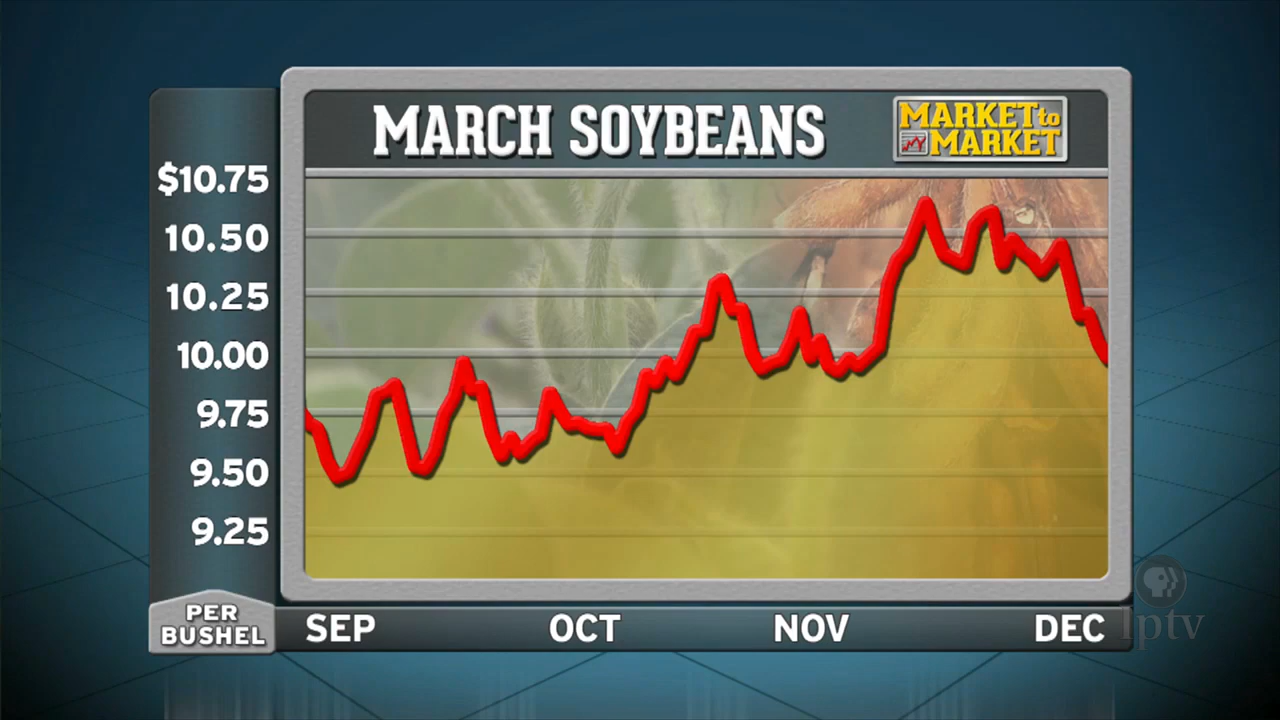 MARCH SOYBEANS
MARKET to
MARKET
$10.75
10.50
10.25
10.00
9.75
9.50
9.25
PER
BUSHEL
SEP OCT NOV DEC
Iptv